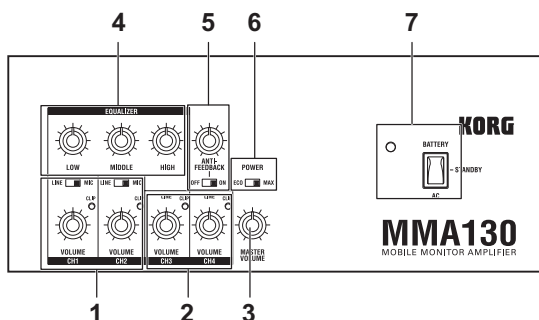 4 5 6 7
EQUALIZER
LOW MIDDLE HIGH
ANTI-
FEEDBACK
OFF ON
POWER
ECO MAX
KORG
BATTERY
STANDBY
AC
LINE MIC LINE MIC
CLIP
LINE CLIP LINE CLIP
VOLUME VOLUME VOLUME VOLUME
CH1 CH2 CH3 CH4
MASTER
VOLUME
MMA130
MOBILE MONITOR AMPLIFIER
1 2 3